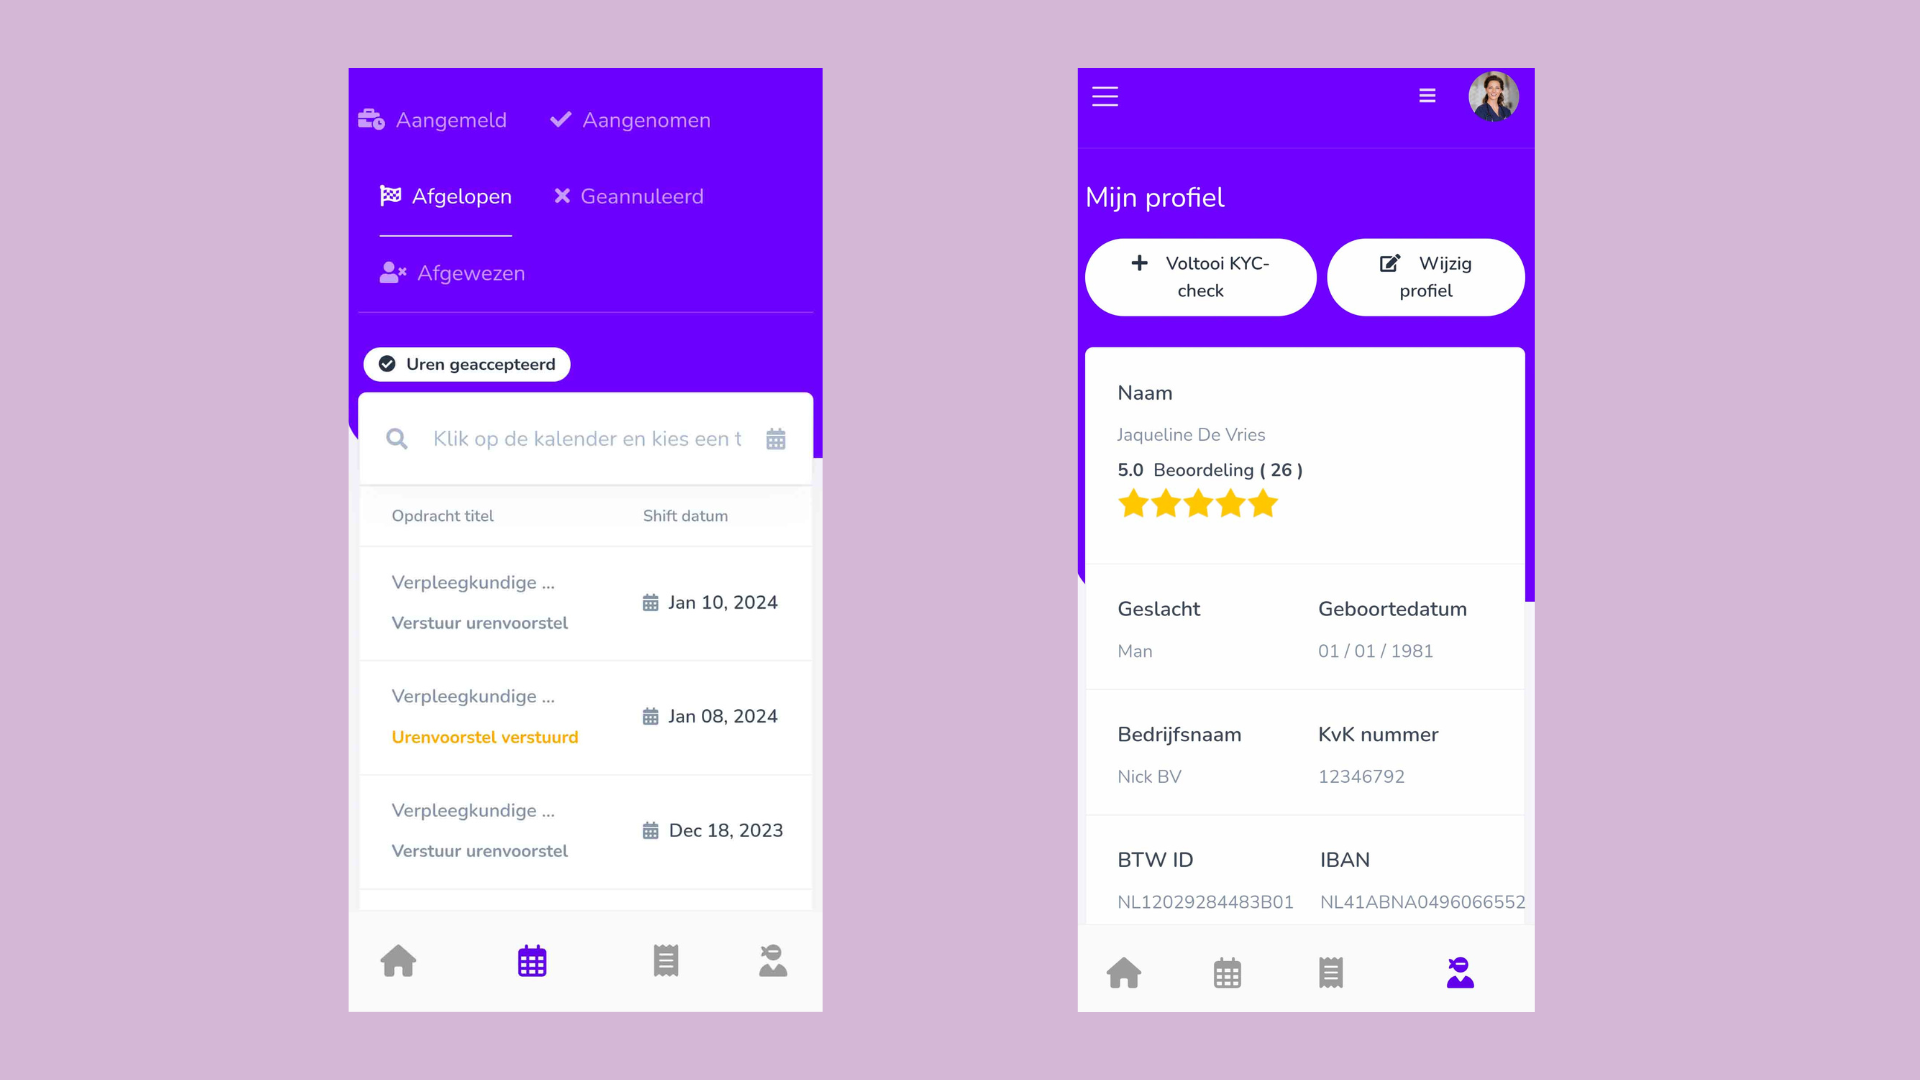 Aangemeld
Aangenomen
Afgelopen
Geannuleerd
Afgewezen
Uren geaccepteerd
Klik op de kalender en kies een t
Opdracht titel
Shift datum
Verpleegkundige ...
Verstuur urenvoorstel
Jan 10, 2024
Verpleegkundige ...
Urenvoorstel verstuurd
Jan 08, 2024
Verpleegkundige ...
Verstuur urenvoorstel
Dec 18, 2023
Mijn profiel
Voltooi KYC-
check
Wijzig
profiel
Naam
Jaqueline De Vries
5.0 Beoordeling ( 26 )
Geslacht
Geboortedatum
Man
01 / 01 / 1981
Bedrijfsnaam
KvK nummer
Nick BV
12346792
BTW ID
IBAN
NL12029284483B01
NL41ABNA0496066552